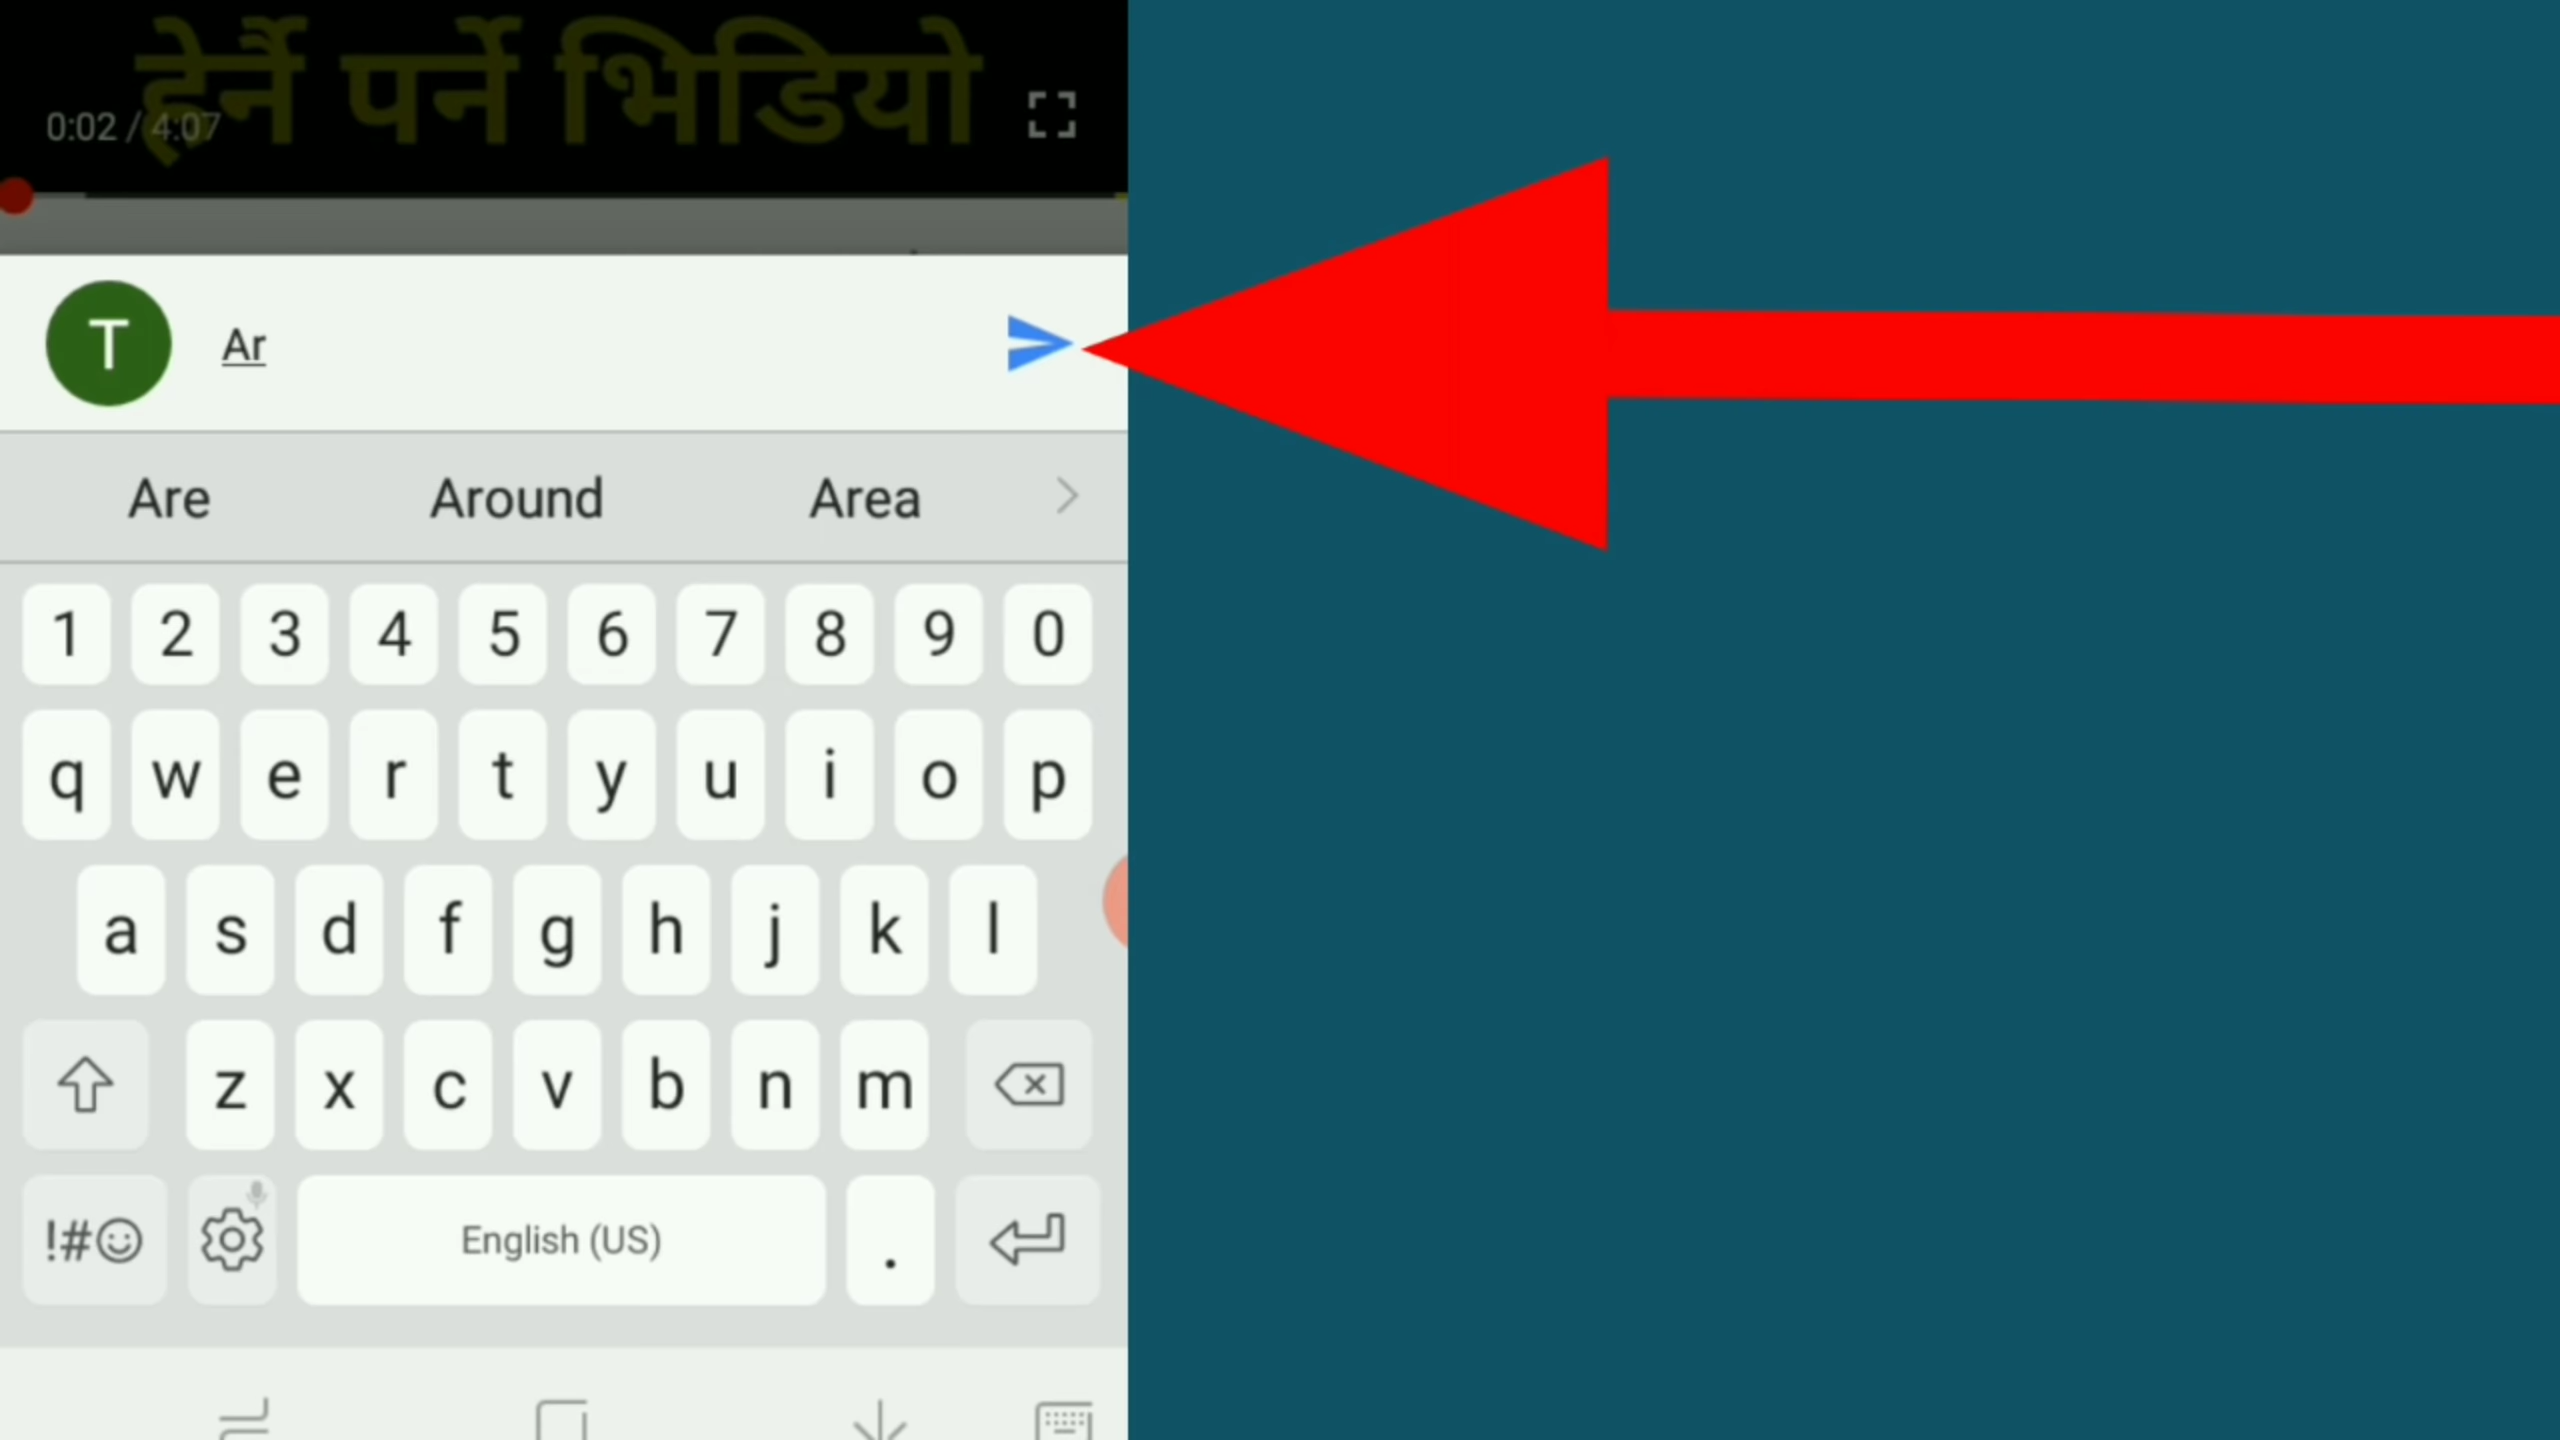 हेर्नै पर्ने भिडियो
0:02 / 4:07
T
Ar
Are Around Area
1 2 3 4 5 6 7 8 9 0
q w e r t y u i o p
a s d f g h j k l
z x c v b n m
!#☺ English (US) .